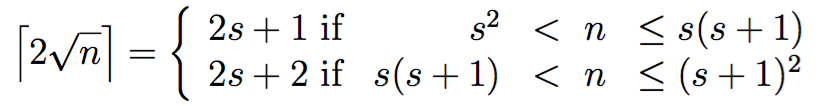 ⌈2√n⌉ = { 2s + 1 if s² < n ≤ s(s + 1)
2s + 2 if s(s + 1) < n ≤ (s + 1)²